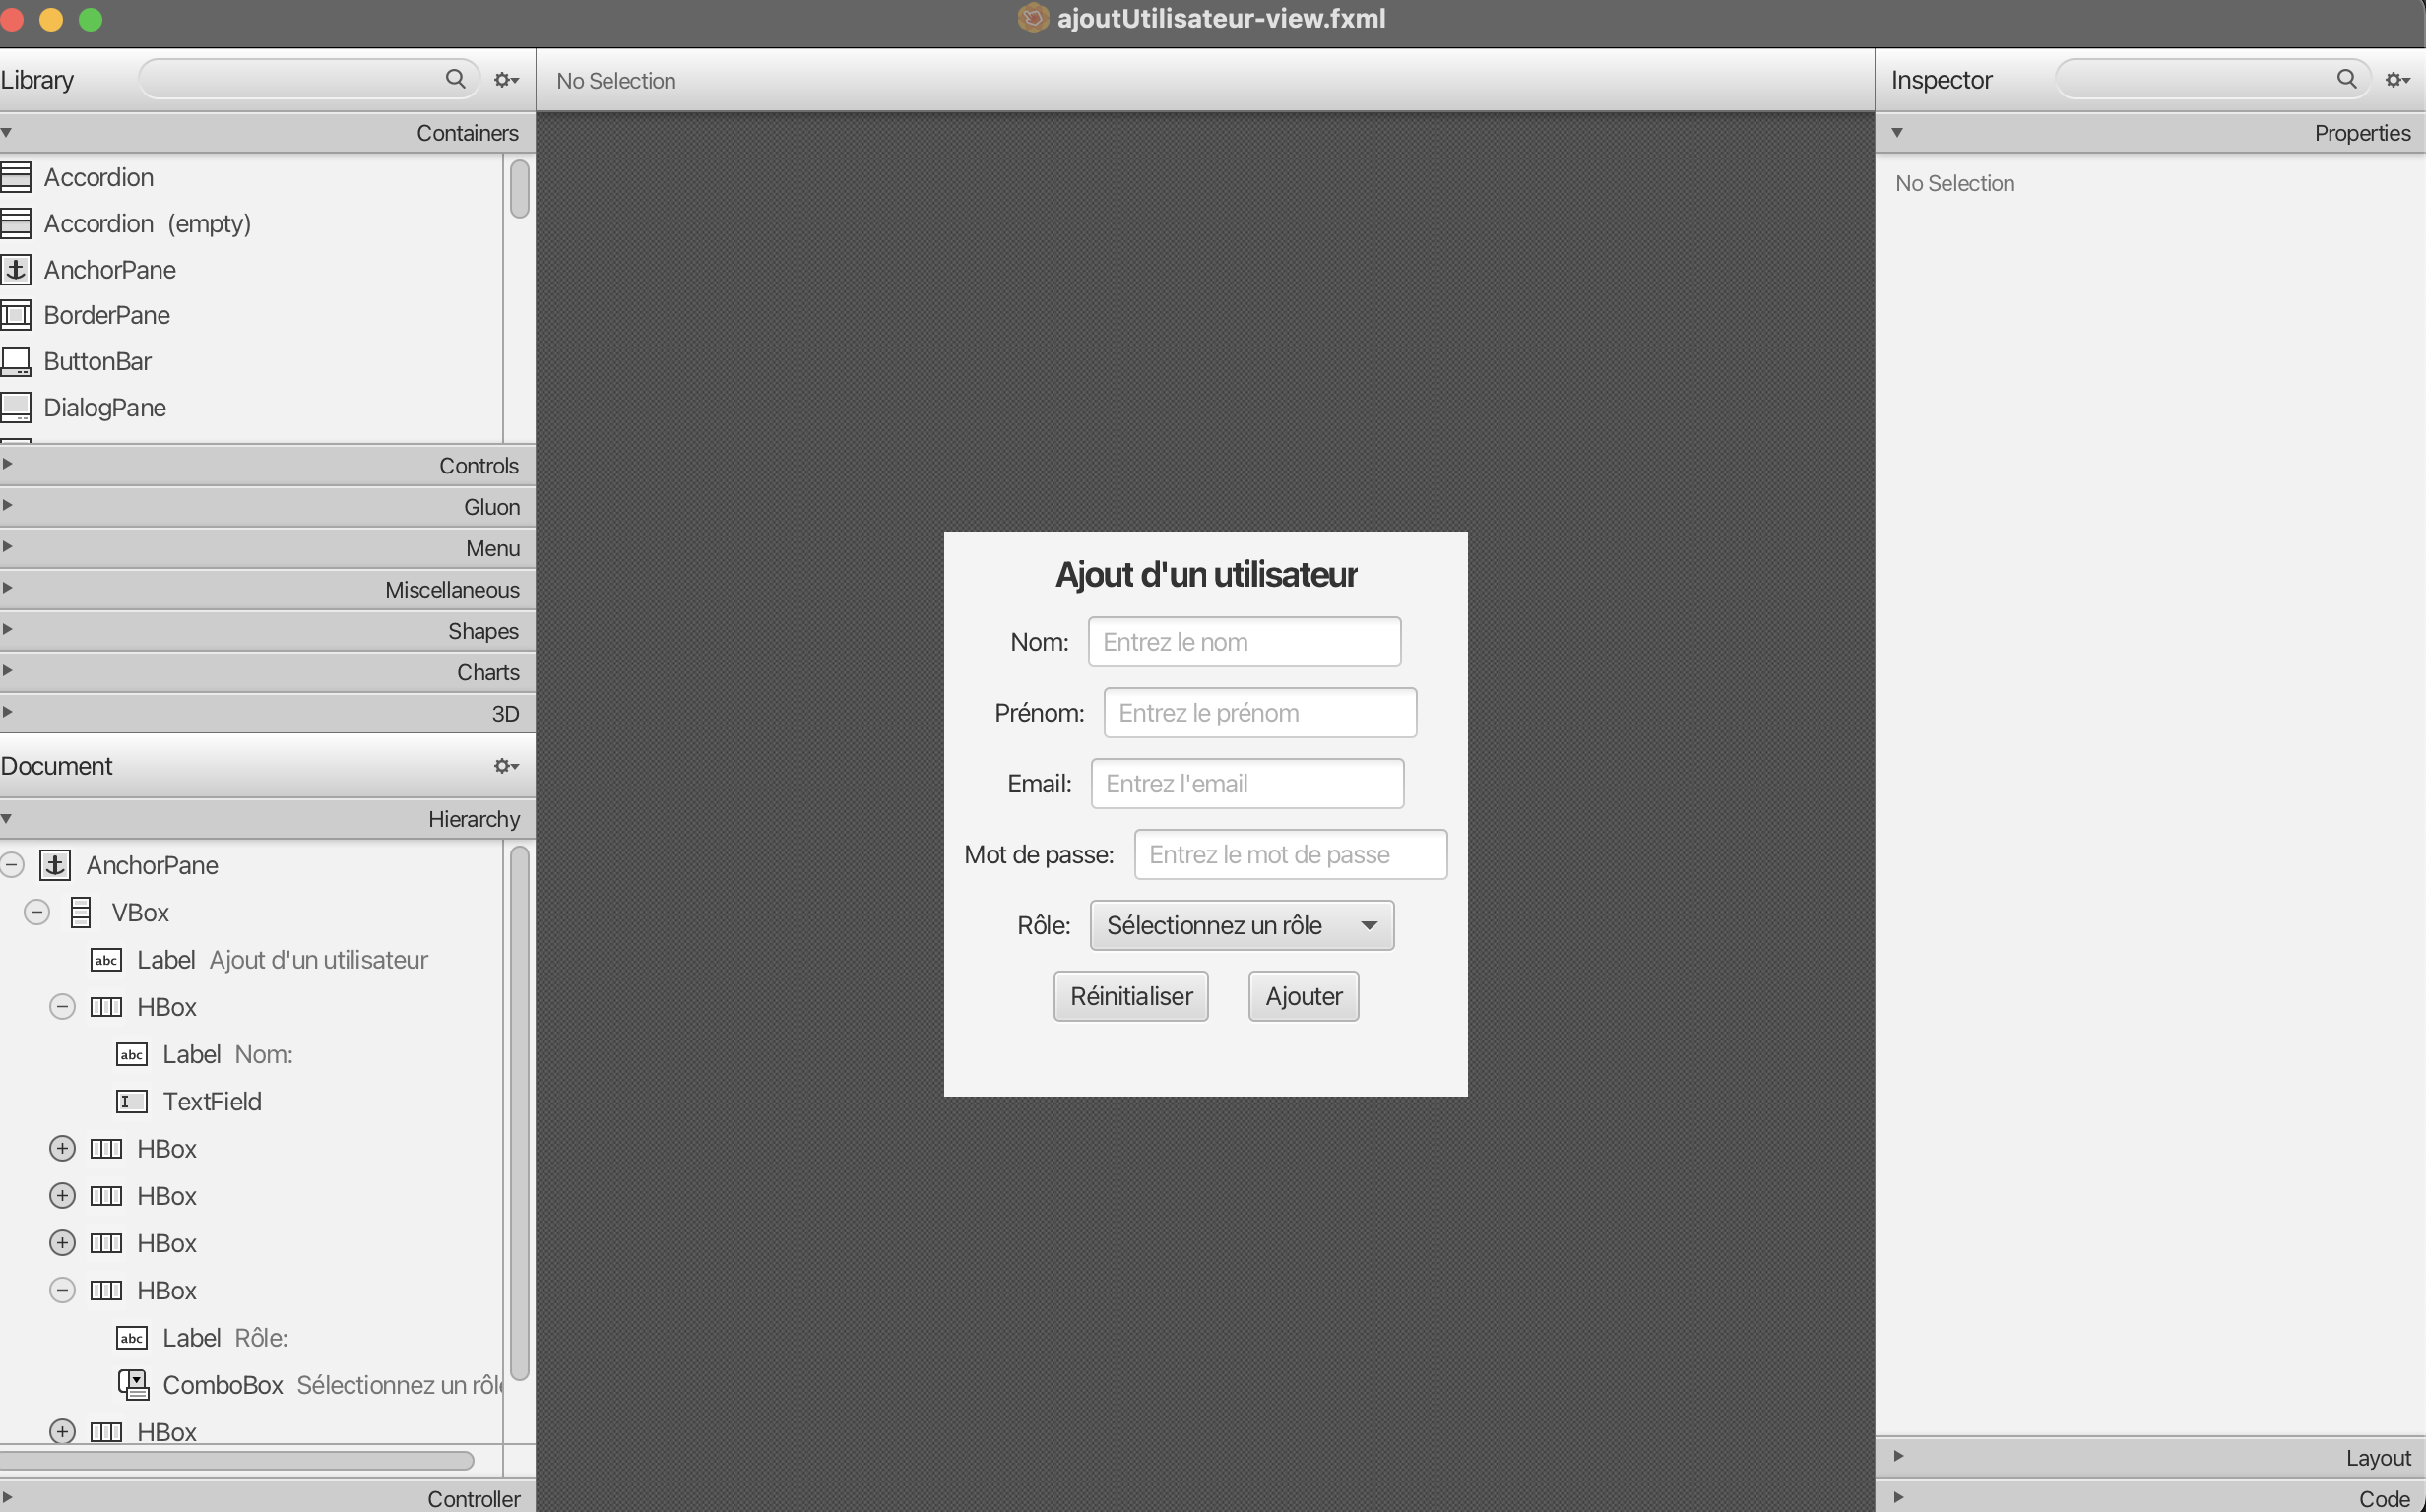 ajoutUtilisateur-view.fxml
Library
No Selection
Inspector
Containers
Accordion
Accordion (empty)
AnchorPane
BorderPane
ButtonBar
DialogPane
Controls
Gluon
Menu
Miscellaneous
Shapes
Charts
3D
Document
Hierarchy
AnchorPane
VBox
abc Label Ajout d'un utilisateur
HBox
abc Label Nom:
TextField
HBox
HBox
HBox
HBox
abc Label Rôle:
ComboBox Sélectionnez un
HBox
Controller
Ajout d'un utilisateur
Nom: Entrez le nom
Prénom: Entrez le prénom
Email: Entrez l'email
Mot de passe: Entrez le mot de passe
Rôle: Sélectionnez un rôle
Réinitialiser Ajouter
Properties
No Selection
Layout
Code